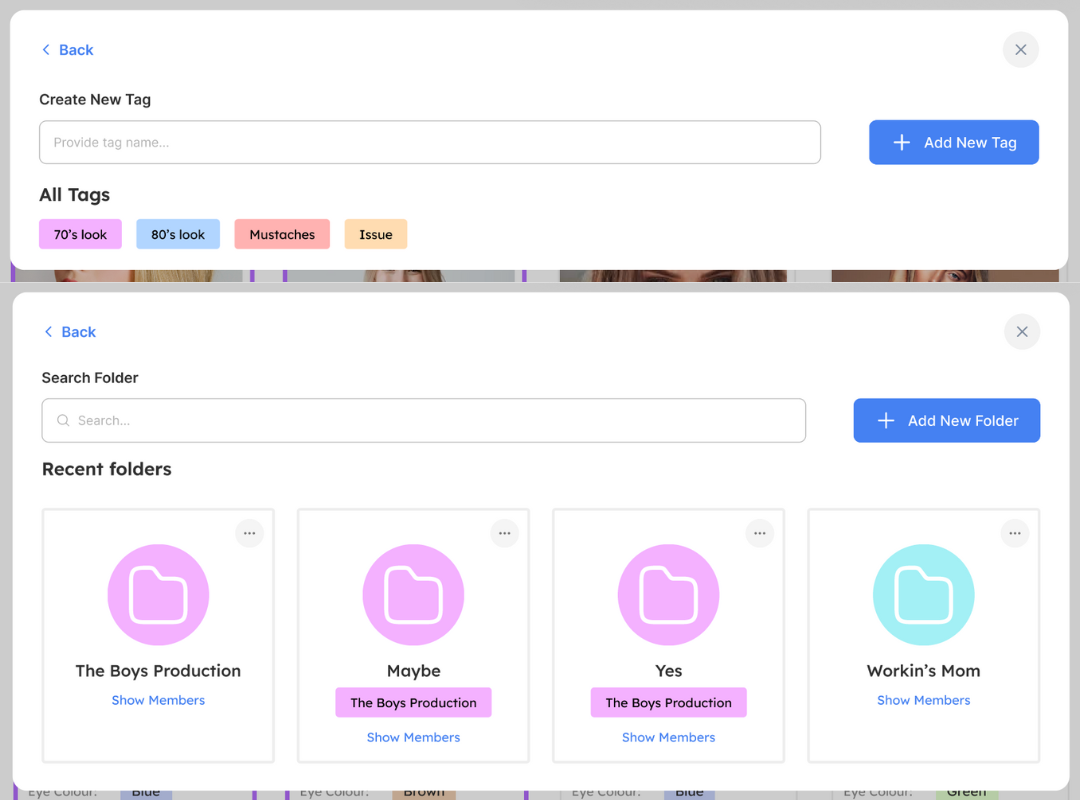 Back
Create New Tag
Provide tag name...
Add New Tag
All Tags
70's look 80's look Mustaches Issue
Back
Search Folder
Search...
Add New Folder
Recent folders
The Boys Production Maybe Yes Workin's Mom
Show Members The Boys Production The Boys Production Show Members
Show Members Show Members
Eye Colour: Blue Eye Colour: Brown Eye Colour: Blue Eye Colour: Green